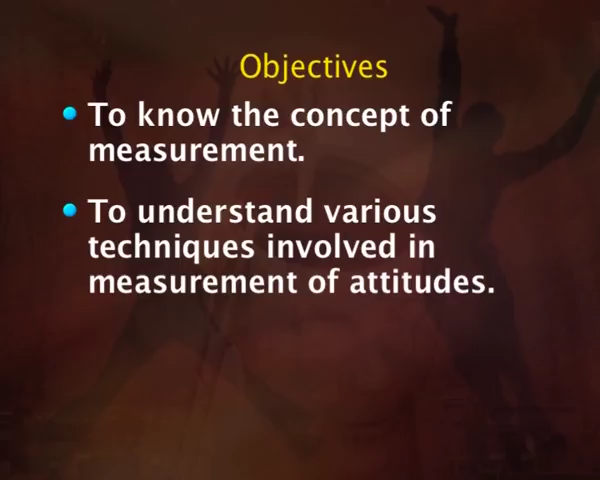 Objectives
To know the concept of
measurement.
To understand various
techniques involved in
measurement of attitudes.